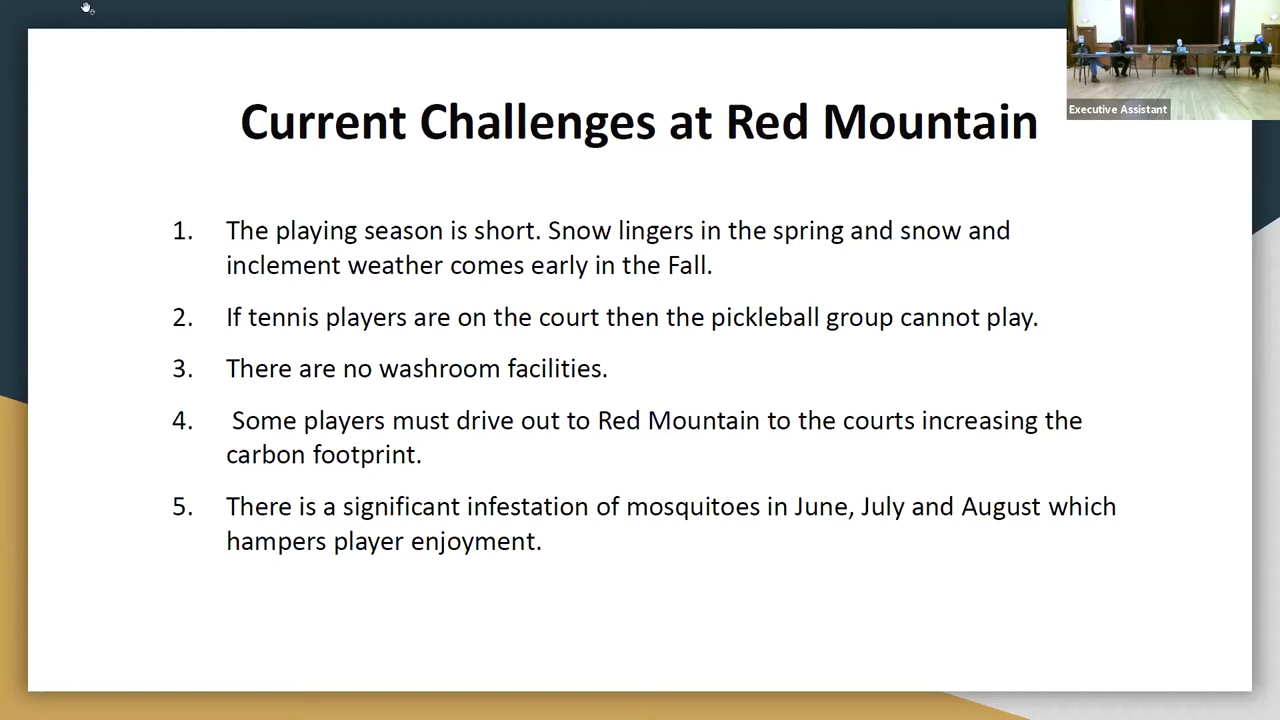 Current Challenges at Red Mountain
Executive Assistant
1. The playing season is short. Snow lingers in the spring and snow and
inclement weather comes early in the Fall.
2. If tennis players are on the court then the pickleball group cannot play.
3. There are no washroom facilities.
4. Some players must drive out to Red Mountain to the courts increasing the
carbon footprint.
5. There is a significant infestation of mosquitoes in June, July and August which
hampers player enjoyment.